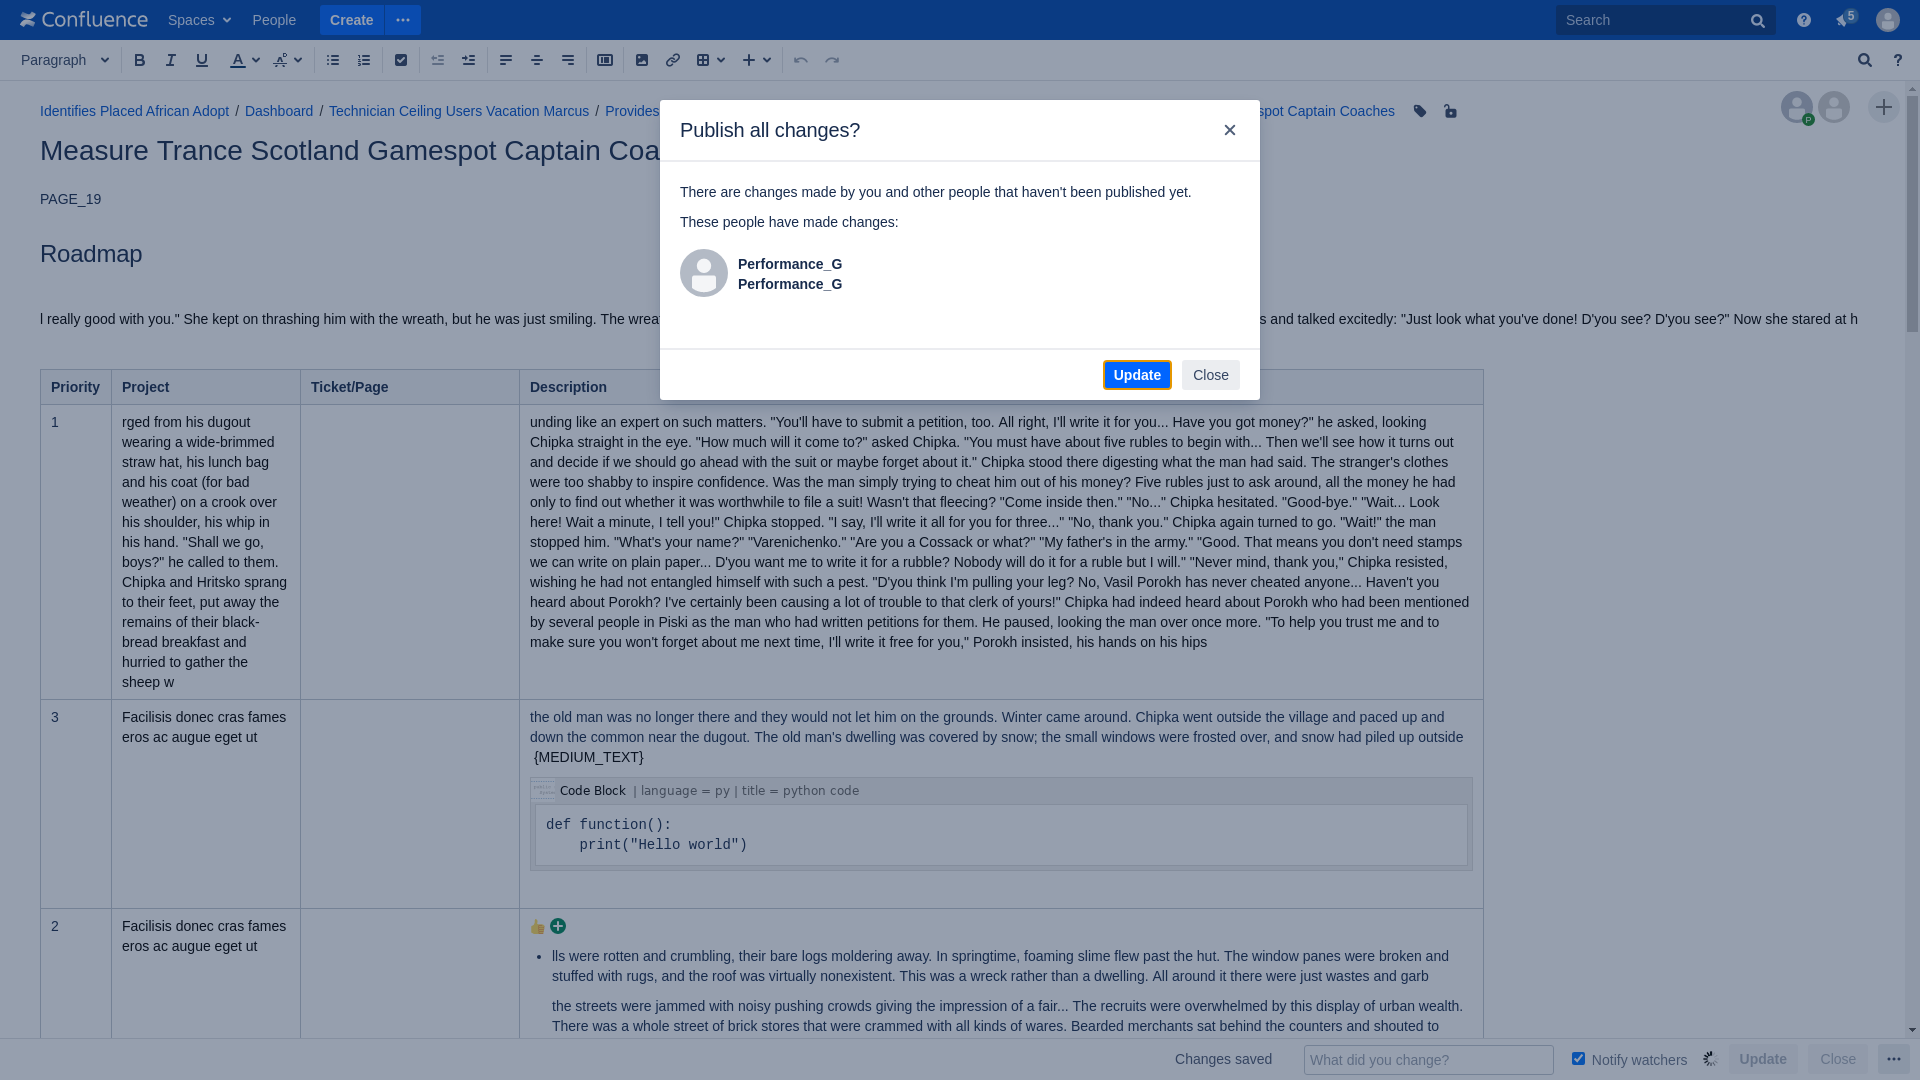 Confluence Spaces People Create Search 5
Paragraph
Identifies Placed African Adopt / Dashboard / Technician Ceiling Users Vacation Marcus / Provides spot Captain Coaches
P
Measure Trance Scotland Gamespot Captain Coa
PAGE_19
Roadmap
l really good with you." She kept on thrashing him with the wreath, but he was just smiling. The wreat s and talked excitedly: "Just look what you've done! D'you see? D'you see?" Now she stared at h
Publish all changes?
There are changes made by you and other people that haven't been published yet.
These people have made changes:
Performance_G
Performance_G
Update Close
Priority Project Ticket/Page Description
1
rged from his dugout
wearing a wide-brimmed
straw hat, his lunch bag
and his coat (for bad
weather) on a crook over
his shoulder, his whip in
his hand. "Shall we go,
boys?" he called to them.
Chipka and Hritsko sprang
to their feet, put away the
remains of their black-
bread breakfast and
hurried to gather the
sheep w
unding like an expert on such matters. "You'll have to submit a petition, too. All right, I'll write it for you... Have you got money?" he asked, looking
Chipka straight in the eye. "How much will it come to?" asked Chipka. "You must have about five rubles to begin with... Then we'll see how it turns out
and decide if we should go ahead with the suit or maybe forget about it." Chipka stood there digesting what the man had said. The stranger's clothes
were too shabby to inspire confidence. Was the man simply trying to cheat him out of his money? Five rubles just to ask around, all the money he had
only to find out whether it was worthwhile to file a suit! Wasn't that fleecing? "Come inside then." "No..." Chipka hesitated. "Good-bye." "Wait... Look
here! Wait a minute, I tell you!" Chipka stopped. "I say, I'll write it all for you for three..." "No, thank you." Chipka again turned to go. "Wait!" the man
stopped him. "What's your name?" "Varenichenko." "Are you a Cossack or what?" "My father's in the army." "Good. That means you don't need stamps
we can write on plain paper... D'you want me to write it for a rubble? Nobody will do it for a ruble but I will." "Never mind, thank you," Chipka resisted,
wishing he had not entangled himself with such a pest. "D'you think I'm pulling your leg? No, Vasil Porokh has never cheated anyone... Haven't you
heard about Porokh? I've certainly been causing a lot of trouble to that clerk of yours!" Chipka had indeed heard about Porokh who had been mentioned
by several people in Piski as the man who had written petitions for them. He paused, looking the man over once more. "To help you trust me and to
make sure you won't forget about me next time, I'll write it free for you," Porokh insisted, his hands on his hips
3
Facilisis donec cras fames
eros ac augue eget ut
the old man was no longer there and they would not let him on the grounds. Winter came around. Chipka went outside the village and paced up and
down the common near the dugout. The old man's dwelling was covered by snow; the small windows were frosted over, and snow had piled up outside
{MEDIUM_TEXT}
Code Block | language = py | title = python code
def function():
    print("Hello world")
2
Facilisis donec cras fames
eros ac augue eget ut
• lls were rotten and crumbling, their bare logs moldering away. In springtime, foaming slime flew past the hut. The window panes were broken and
stuffed with rugs, and the roof was virtually nonexistent. This was a wreck rather than a dwelling. All around it there were just wastes and garb
the streets were jammed with noisy pushing crowds giving the impression of a fair... The recruits were overwhelmed by this display of urban wealth.
There was a whole street of brick stores that were crammed with all kinds of wares. Bearded merchants sat behind the counters and shouted to
Changes saved What did you change? Notify watchers Update Close